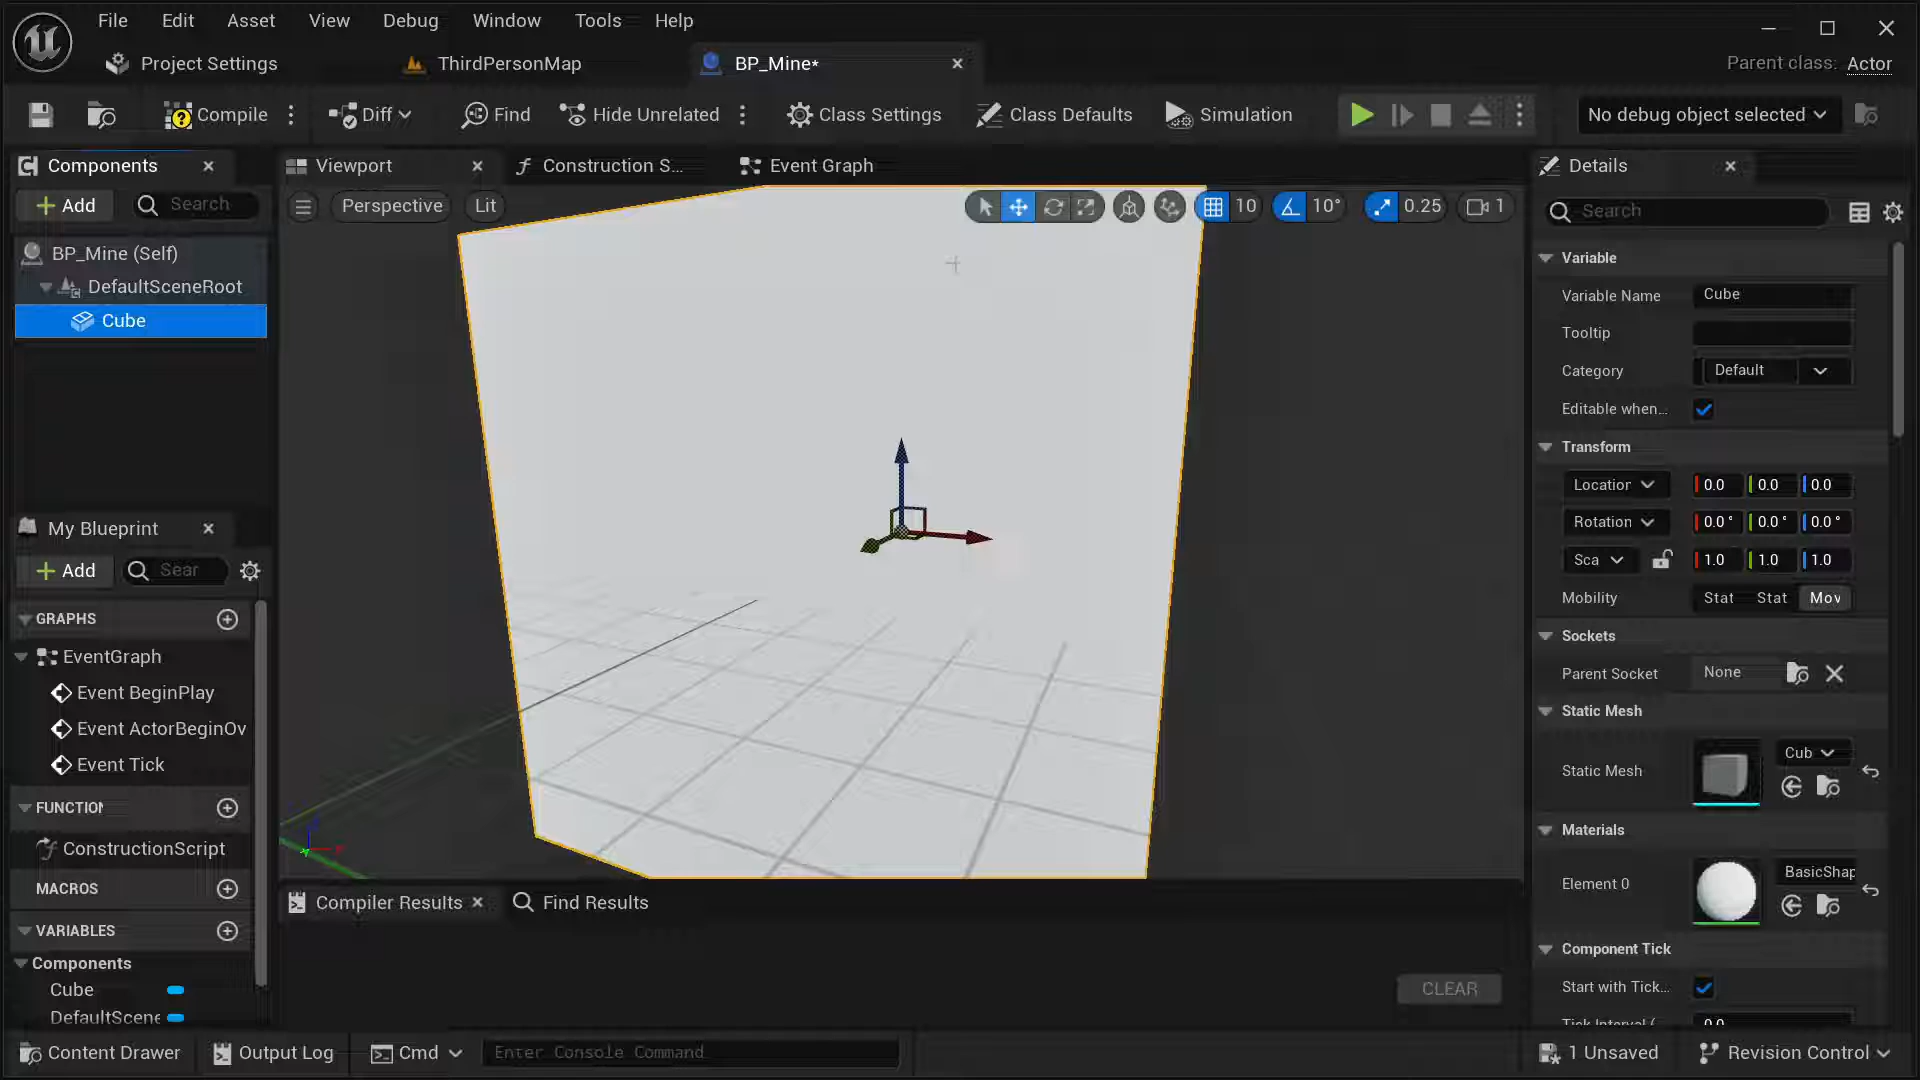 File Edit Asset View Debug Window Tools Help
Project Settings ThirdPersonMap BP_Mine* Parent class: Actor
Compile Diff Find Hide Unrelated Class Settings Class Defaults Simulation No debug object selected
Components Viewport Construction S... Event Graph Details
Add Search Perspective Lit 10 10° 0.25 1 Search
BP_Mine (Self)
DefaultSceneRoot
Cube
My Blueprint
Add Sear
GRAPHS
EventGraph
Event BeginPlay
Event ActorBeginOv
Event Tick
FUNCTION
ConstructionScript
MACROS
VARIABLES
Components
Cube
DefaultScene
Variable
Variable Name Cube
Tooltip
Category Default
Editable when...
Transform
Location 0.0 0.0 0.0
Rotation 0.0 ° 0.0 ° 0.0 °
Sca 1.0 1.0 1.0
Mobility Stat Stat Mov
Sockets
Parent Socket None
Static Mesh
Static Mesh Cub
Materials
Element 0 BasicShap
Component Tick
Start with Tick...
Tick Interval ( 0.0
Compiler Results Find Results
CLEAR
Content Drawer Output Log Cmd Enter Console Command 1 Unsaved Revision Control